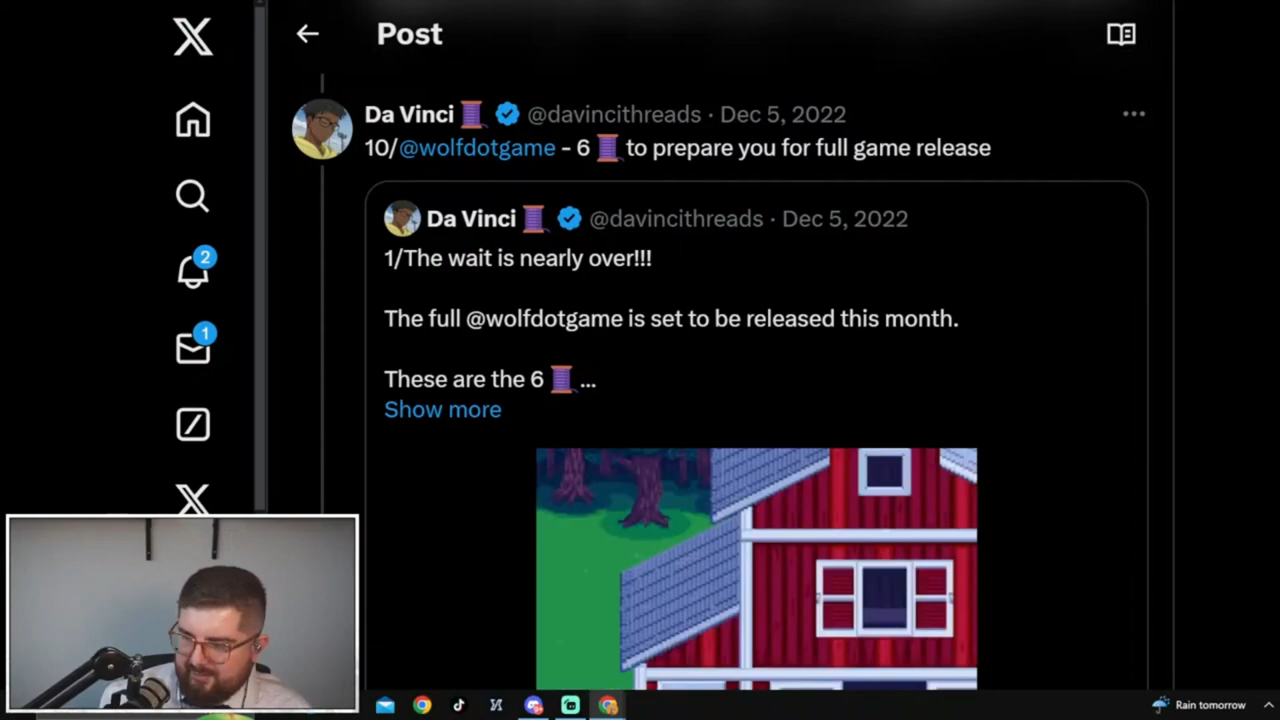 Post
Da Vinci 🧵 @davincithreads · Dec 5, 2022
10/@wolfdotgame - 6 🧵 to prepare you for full game release
Da Vinci 🧵 @davincithreads · Dec 5, 2022
1/The wait is nearly over!!!
The full @wolfdotgame is set to be released this month.
These are the 6 🧵 ...
Show more
2
1
Rain tomorrow